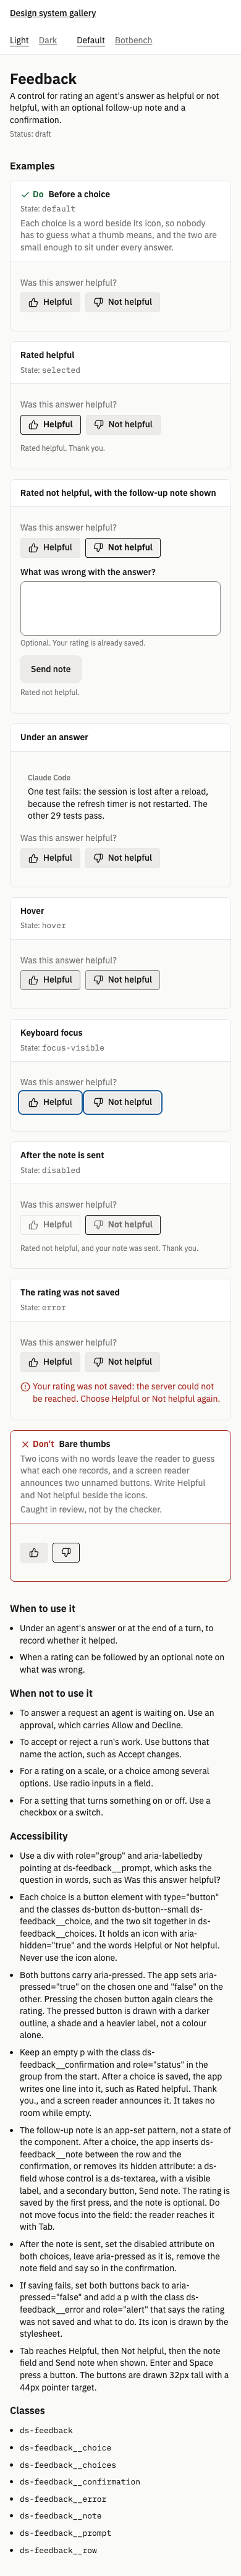 Design system gallery
Light Dark Default Botbench
Feedback
A control for rating an agent's answer as helpful or not
helpful, with an optional follow-up note and a
confirmation.
Status: draft
Examples
Do Before a choice
State: default
Each choice is a word beside its icon, so nobody
has to guess what a thumb means, and the two are
small enough to sit under every answer.
Was this answer helpful?
Helpful Not helpful
Rated helpful
State: selected
Was this answer helpful?
Helpful Not helpful
Rated helpful. Thank you.
Rated not helpful, with the follow-up note shown
Was this answer helpful?
Helpful Not helpful
What was wrong with the answer?
Optional. Your rating is already saved.
Send note
Rated not helpful.
Under an answer
Claude Code
One test fails: the session is lost after a reload,
because the refresh timer is not restarted. The
other 29 tests pass.
Was this answer helpful?
Helpful Not helpful
Hover
State: hover
Was this answer helpful?
Helpful Not helpful
Keyboard focus
State: focus-visible
Was this answer helpful?
Helpful Not helpful
After the note is sent
State: disabled
Was this answer helpful?
Helpful Not helpful
Rated not helpful, and your note was sent. Thank you.
The rating was not saved
State: error
Was this answer helpful?
Helpful Not helpful
Your rating was not saved: the server could not
be reached. Choose Helpful or Not helpful again.
Don't Bare thumbs
Two icons with no words leave the reader to guess
what each one records, and a screen reader
announces two unnamed buttons. Write Helpful
and Not helpful beside the icons.
Caught in review, not by the checker.
When to use it
Under an agent's answer or at the end of a turn, to
record whether it helped.
When a rating can be followed by an optional note on
what was wrong.
When not to use it
To answer a request an agent is waiting on. Use an
approval, which carries Allow and Decline.
To accept or reject a run's work. Use buttons that
name the action, such as Accept changes.
For a rating on a scale, or a choice among several
options. Use radio inputs in a field.
For a setting that turns something on or off. Use a
checkbox or a switch.
Accessibility
Use a div with role="group" and aria-labelledby
pointing at ds-feedback__prompt, which asks the
question in words, such as Was this answer helpful?
Each choice is a button element with type="button"
and the classes ds-button ds-button--small ds-
feedback__choice, and the two sit together in ds-
feedback__choices. It holds an icon with aria-
hidden="true" and the words Helpful or Not helpful.
Never use the icon alone.
Both buttons carry aria-pressed. The app sets aria-
pressed="true" on the chosen one and "false" on the
other. Pressing the chosen button again clears the
rating. The pressed button is drawn with a darker
outline, a shade and a heavier label, not a colour
alone.
Keep an empty p with the class ds-
feedback__confirmation and role="status" in the
group from the start. After a choice is saved, the app
writes one line into it, such as Rated helpful. Thank
you., and a screen reader announces it. It takes no
room while empty.
The follow-up note is an app-set pattern, not a state of
the component. After a choice, the app inserts ds-
feedback__note between the row and the
confirmation, or removes its hidden attribute: a ds-
field whose control is a ds-textarea, with a visible
label, and a secondary button, Send note. The rating is
saved by the first press, and the note is optional. Do
not move focus into the field: the reader reaches it
with Tab.
After the note is sent, set the disabled attribute on
both choices, leave aria-pressed as it is, remove the
note field and say so in the confirmation.
If saving fails, set both buttons back to aria-
pressed="false" and add a p with the class ds-
feedback__error and role="alert" that says the rating
was not saved and what to do. Its icon is drawn by the
stylesheet.
Tab reaches Helpful, then Not helpful, then the note
field and Send note when shown. Enter and Space
press a button. The buttons are drawn 32px tall with a
44px pointer target.
Classes
ds-feedback
ds-feedback__choice
ds-feedback__choices
ds-feedback__confirmation
ds-feedback__error
ds-feedback__note
ds-feedback__prompt
ds-feedback__row